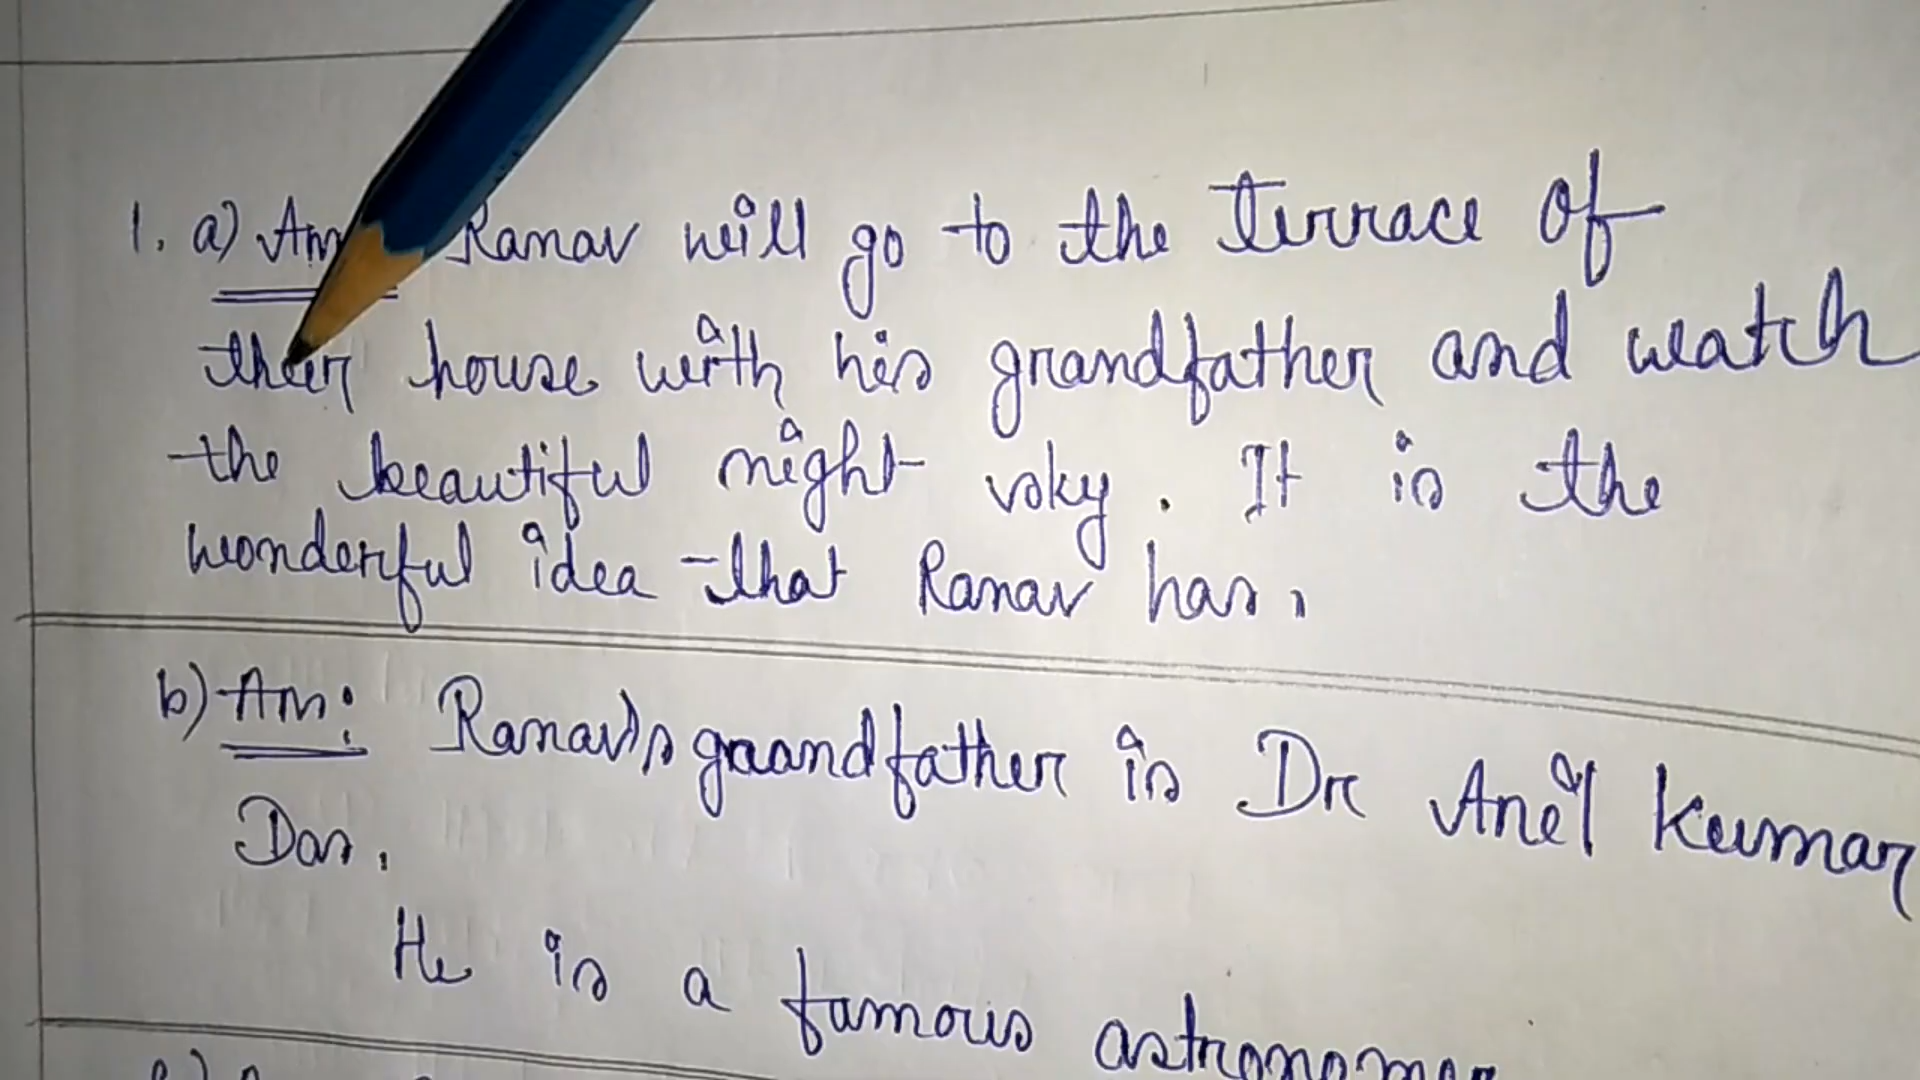 1. a) Ans Ranav will go to the terrace of
their house with his grandfather and watch
the beautiful night sky. It is the
wonderful idea that Ranav has.
b) Ans: Ranav's graandfather is Dr Anil Kumar
Das.
He is a famous astronomer